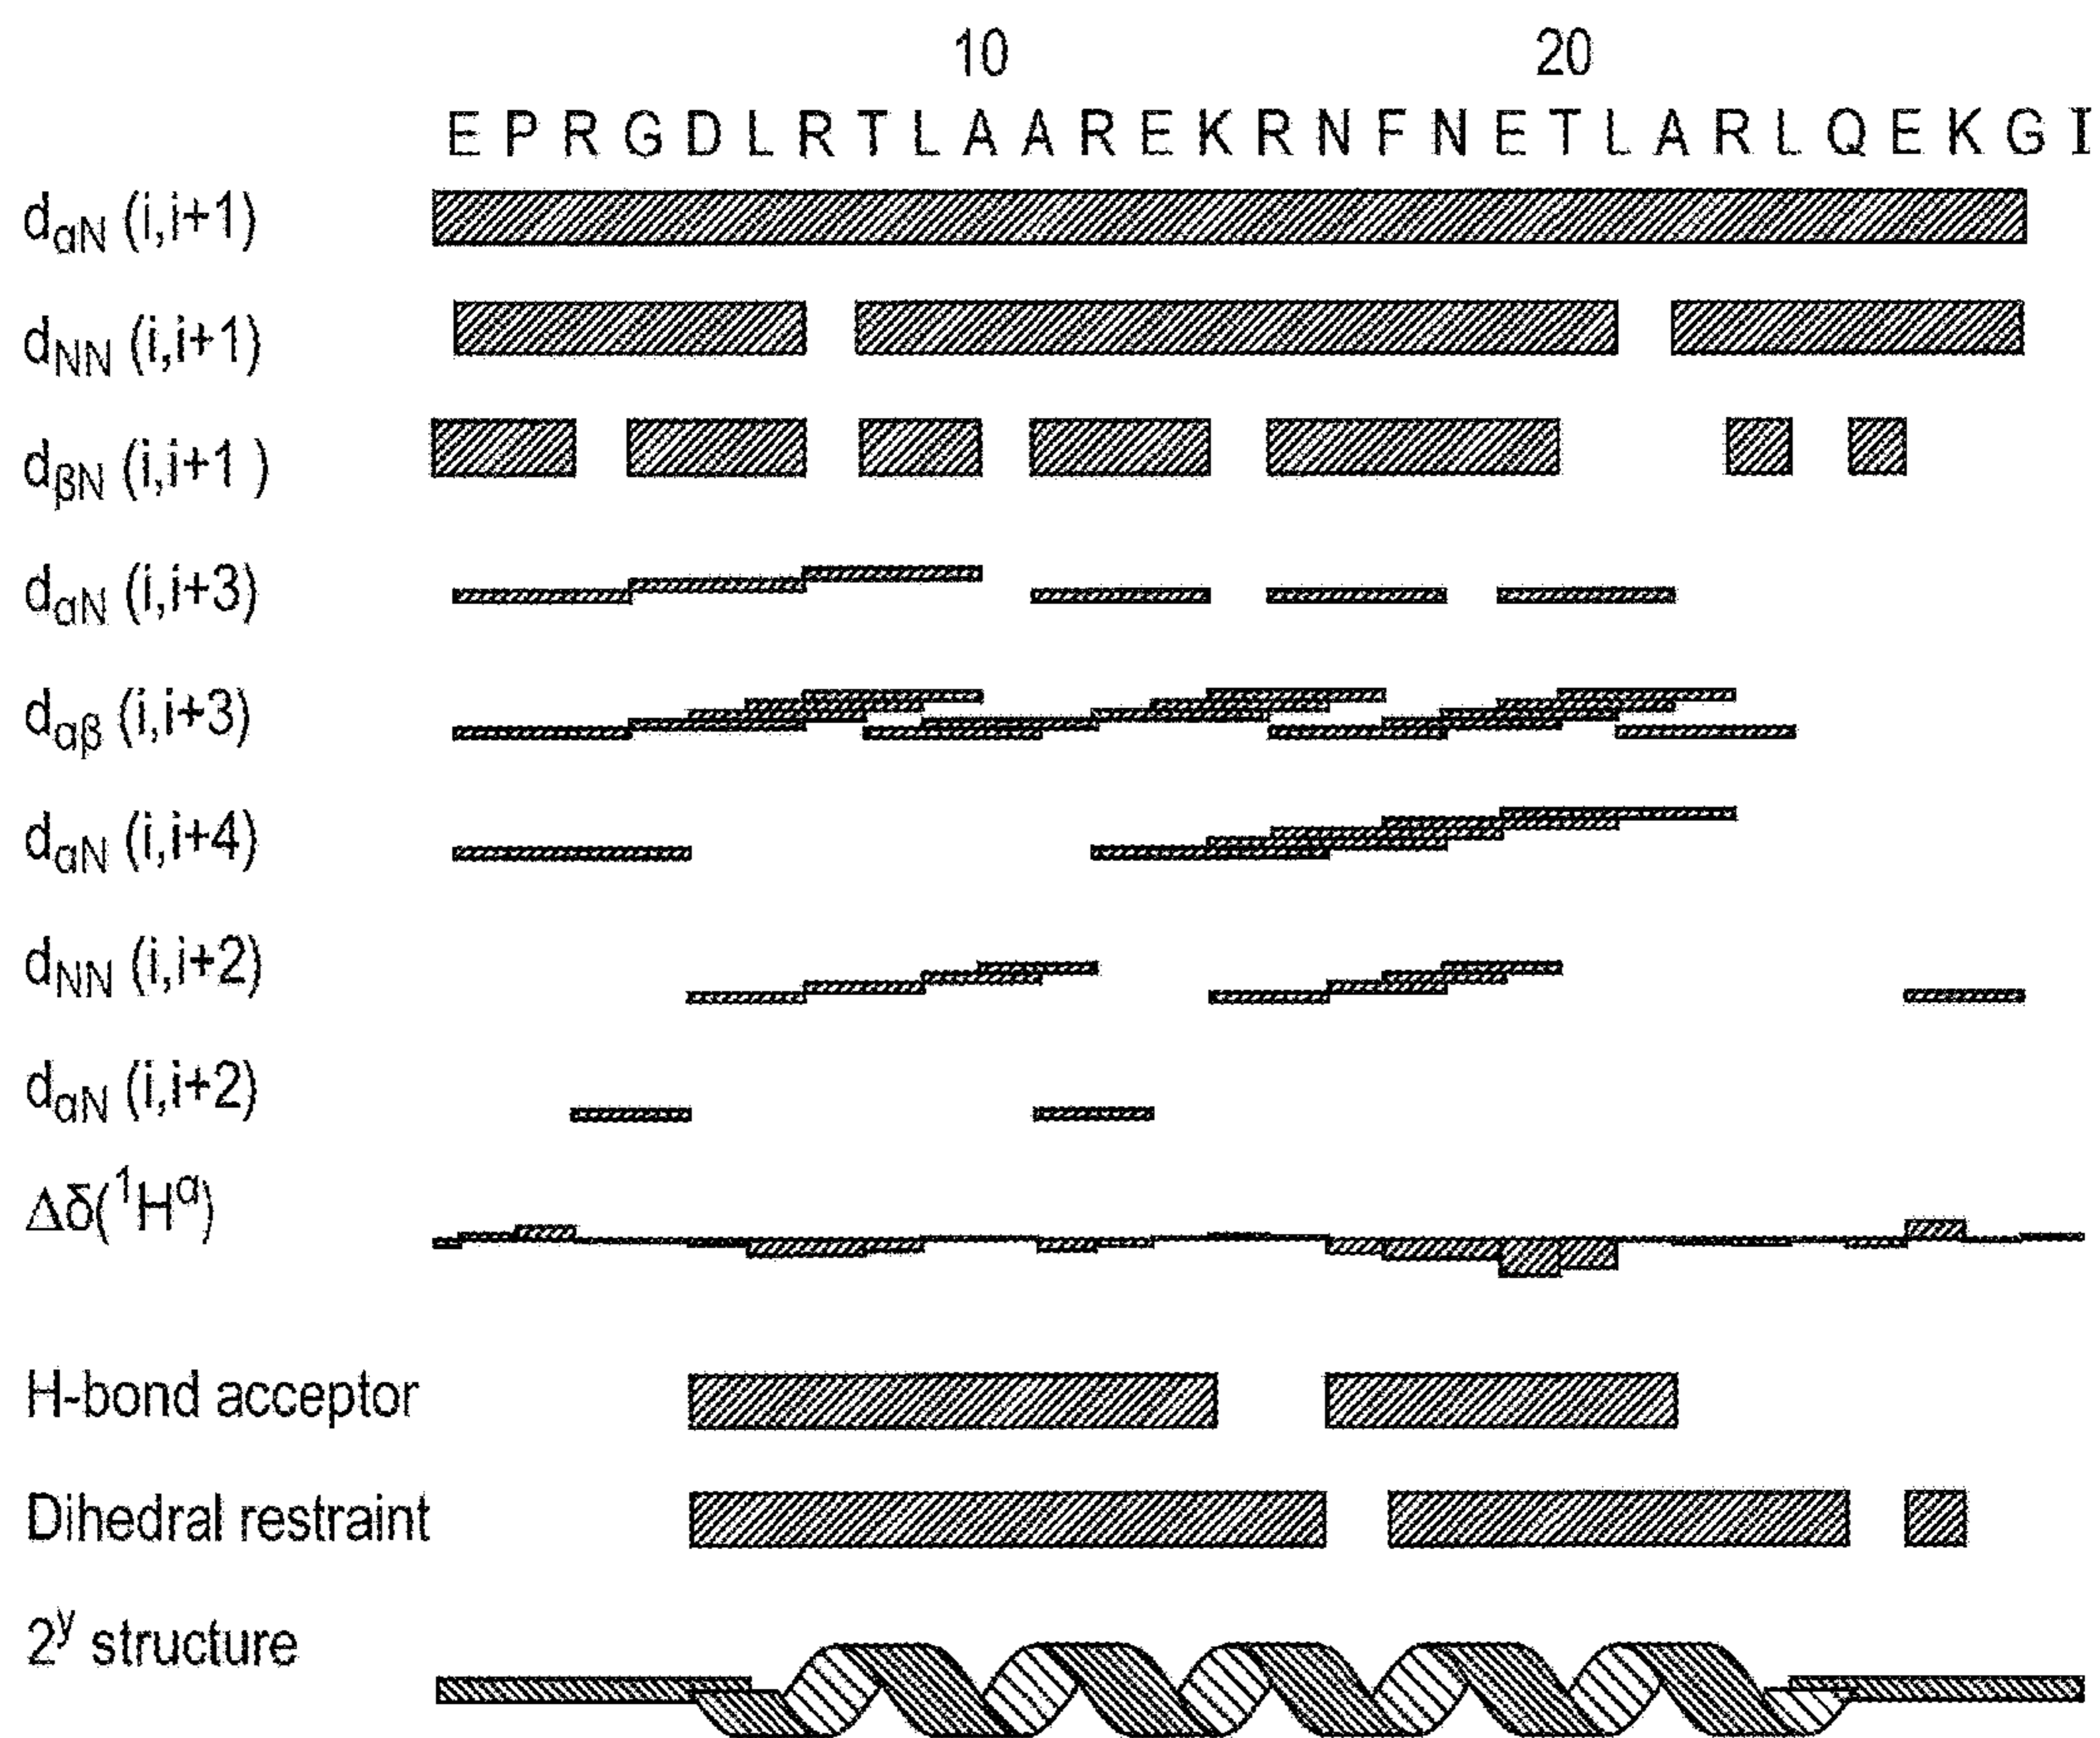 10 20
E P R G D L R T L A A R E K R N F N E T L A R L Q E K G I
dαN (i,i+1)
dNN (i,i+1)
dβN (i,i+1 )
dαN (i,i+3)
dαβ (i,i+3)
dαN (i,i+4)
dNN (i,i+2)
dαN (i,i+2)
Δδ(¹Hᵅ)
H-bond acceptor
Dihedral restraint
2ʸ structure